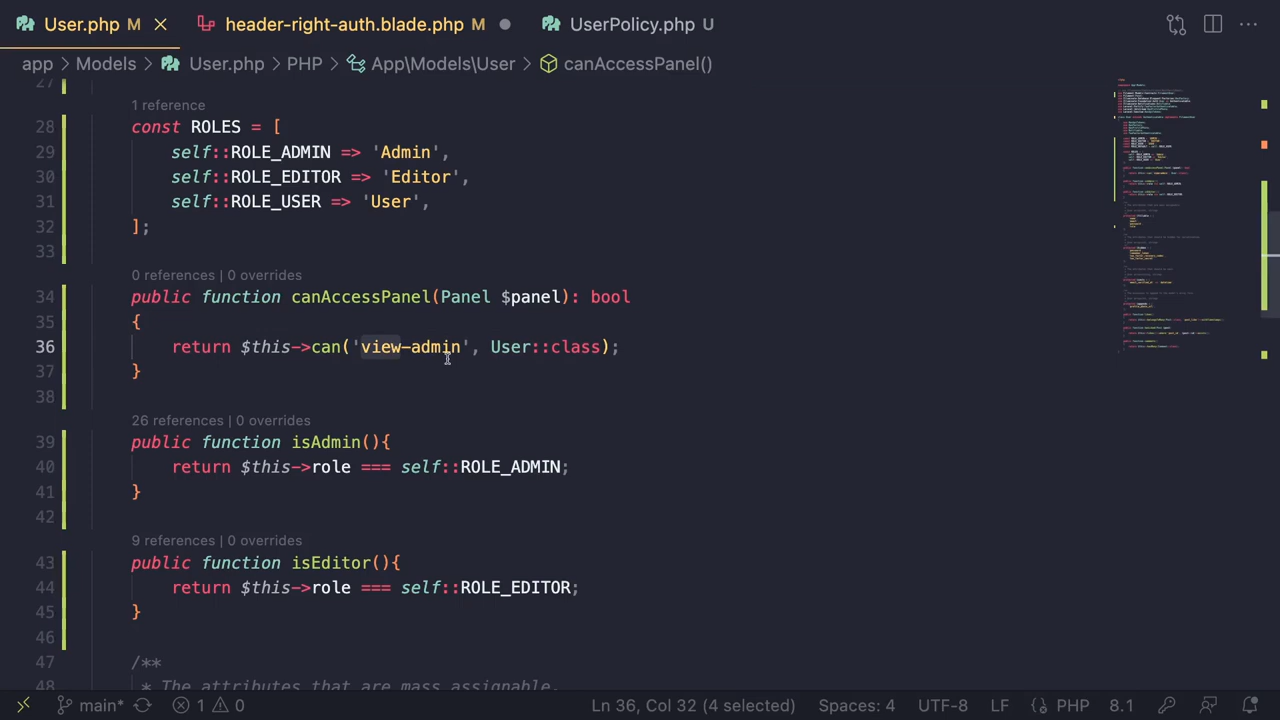 User.php M
header-right-auth.blade.php M
UserPolicy.php U
app > Models > User.php > PHP > App\Models\User > canAccessPanel()
27
1 reference
28 const ROLES = [
29 self::ROLE_ADMIN => 'Admin',
30 self::ROLE_EDITOR => 'Editor',
31 self::ROLE_USER => 'User',
32 ];
33
0 references | 0 overrides
34 public function canAccessPanel(Panel $panel): bool
35 {
36 return $this->can('view-admin', User::class);
37 }
38
26 references | 0 overrides
39 public function isAdmin(){
40 return $this->role === self::ROLE_ADMIN;
41 }
42
9 references | 0 overrides
43 public function isEditor(){
44 return $this->role === self::ROLE_EDITOR;
45 }
46
47 /**
48 * The attributes that are mass assignable.
main* 1 0 Ln 36, Col 32 (4 selected) Spaces: 4 UTF-8 LF PHP 8.1